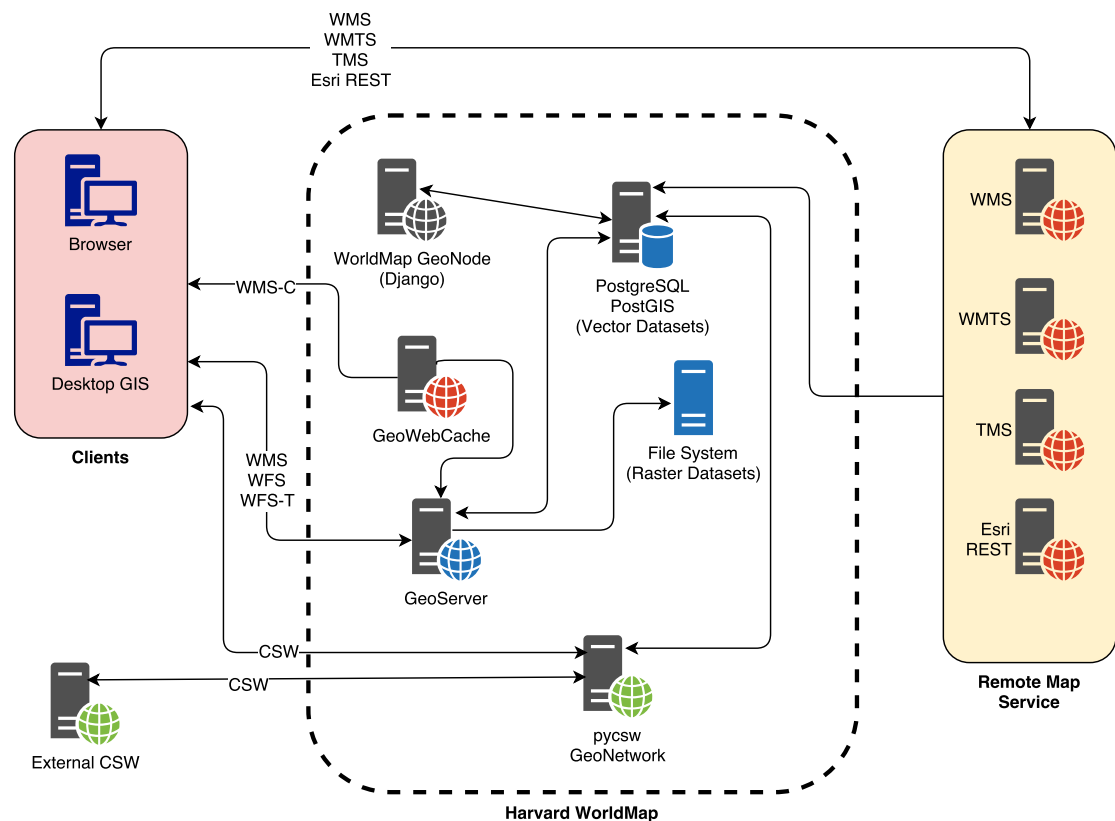 WMS
WMTS
TMS
Esri REST
Browser
Desktop GIS
Clients
WorldMap GeoNode
(Django)
PostgreSQL
PostGIS
(Vector Datasets)
WMS-C
GeoWebCache
File System
(Raster Datasets)
WMS
WFS
WFS-T
GeoServer
CSW
CSW
External CSW
pycsw
GeoNetwork
Harvard WorldMap
WMS
WMTS
TMS
Esri
REST
Remote Map
Service